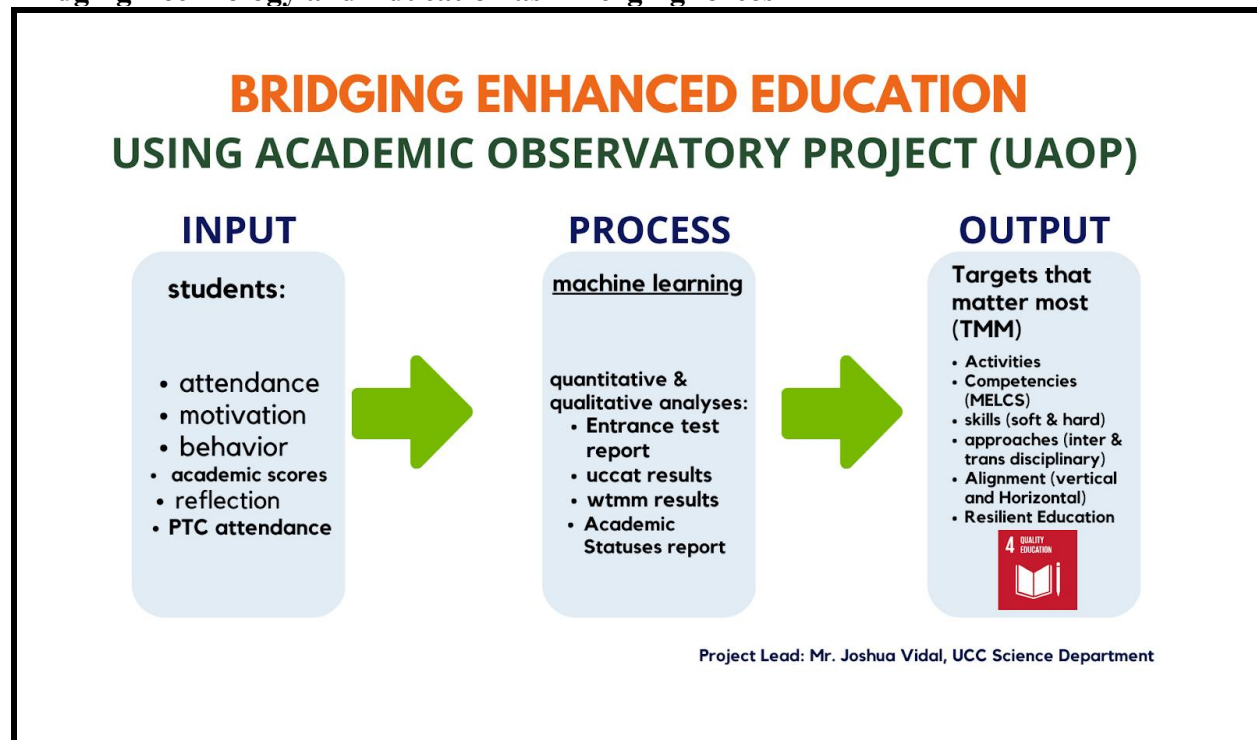 BRIDGING ENHANCED EDUCATION
USING ACADEMIC OBSERVATORY PROJECT (UAOP)
INPUT
students:
• attendance
• motivation
• behavior
• academic scores
• reflection
• PTC attendance
PROCESS
machine learning
quantitative &
qualitative analyses:
• Entrance test
report
• uccat results
• wtmm results
• Academic
Statuses report
OUTPUT
Targets that
matter most
(TMM)
• Activities
• Competencies
(MELCS)
• skills (soft & hard)
• approaches (inter &
trans disciplinary)
• Alignment (vertical
and Horizontal)
• Resilient Education
4 QUALITY
EDUCATION
Project Lead: Mr. Joshua Vidal, UCC Science Department